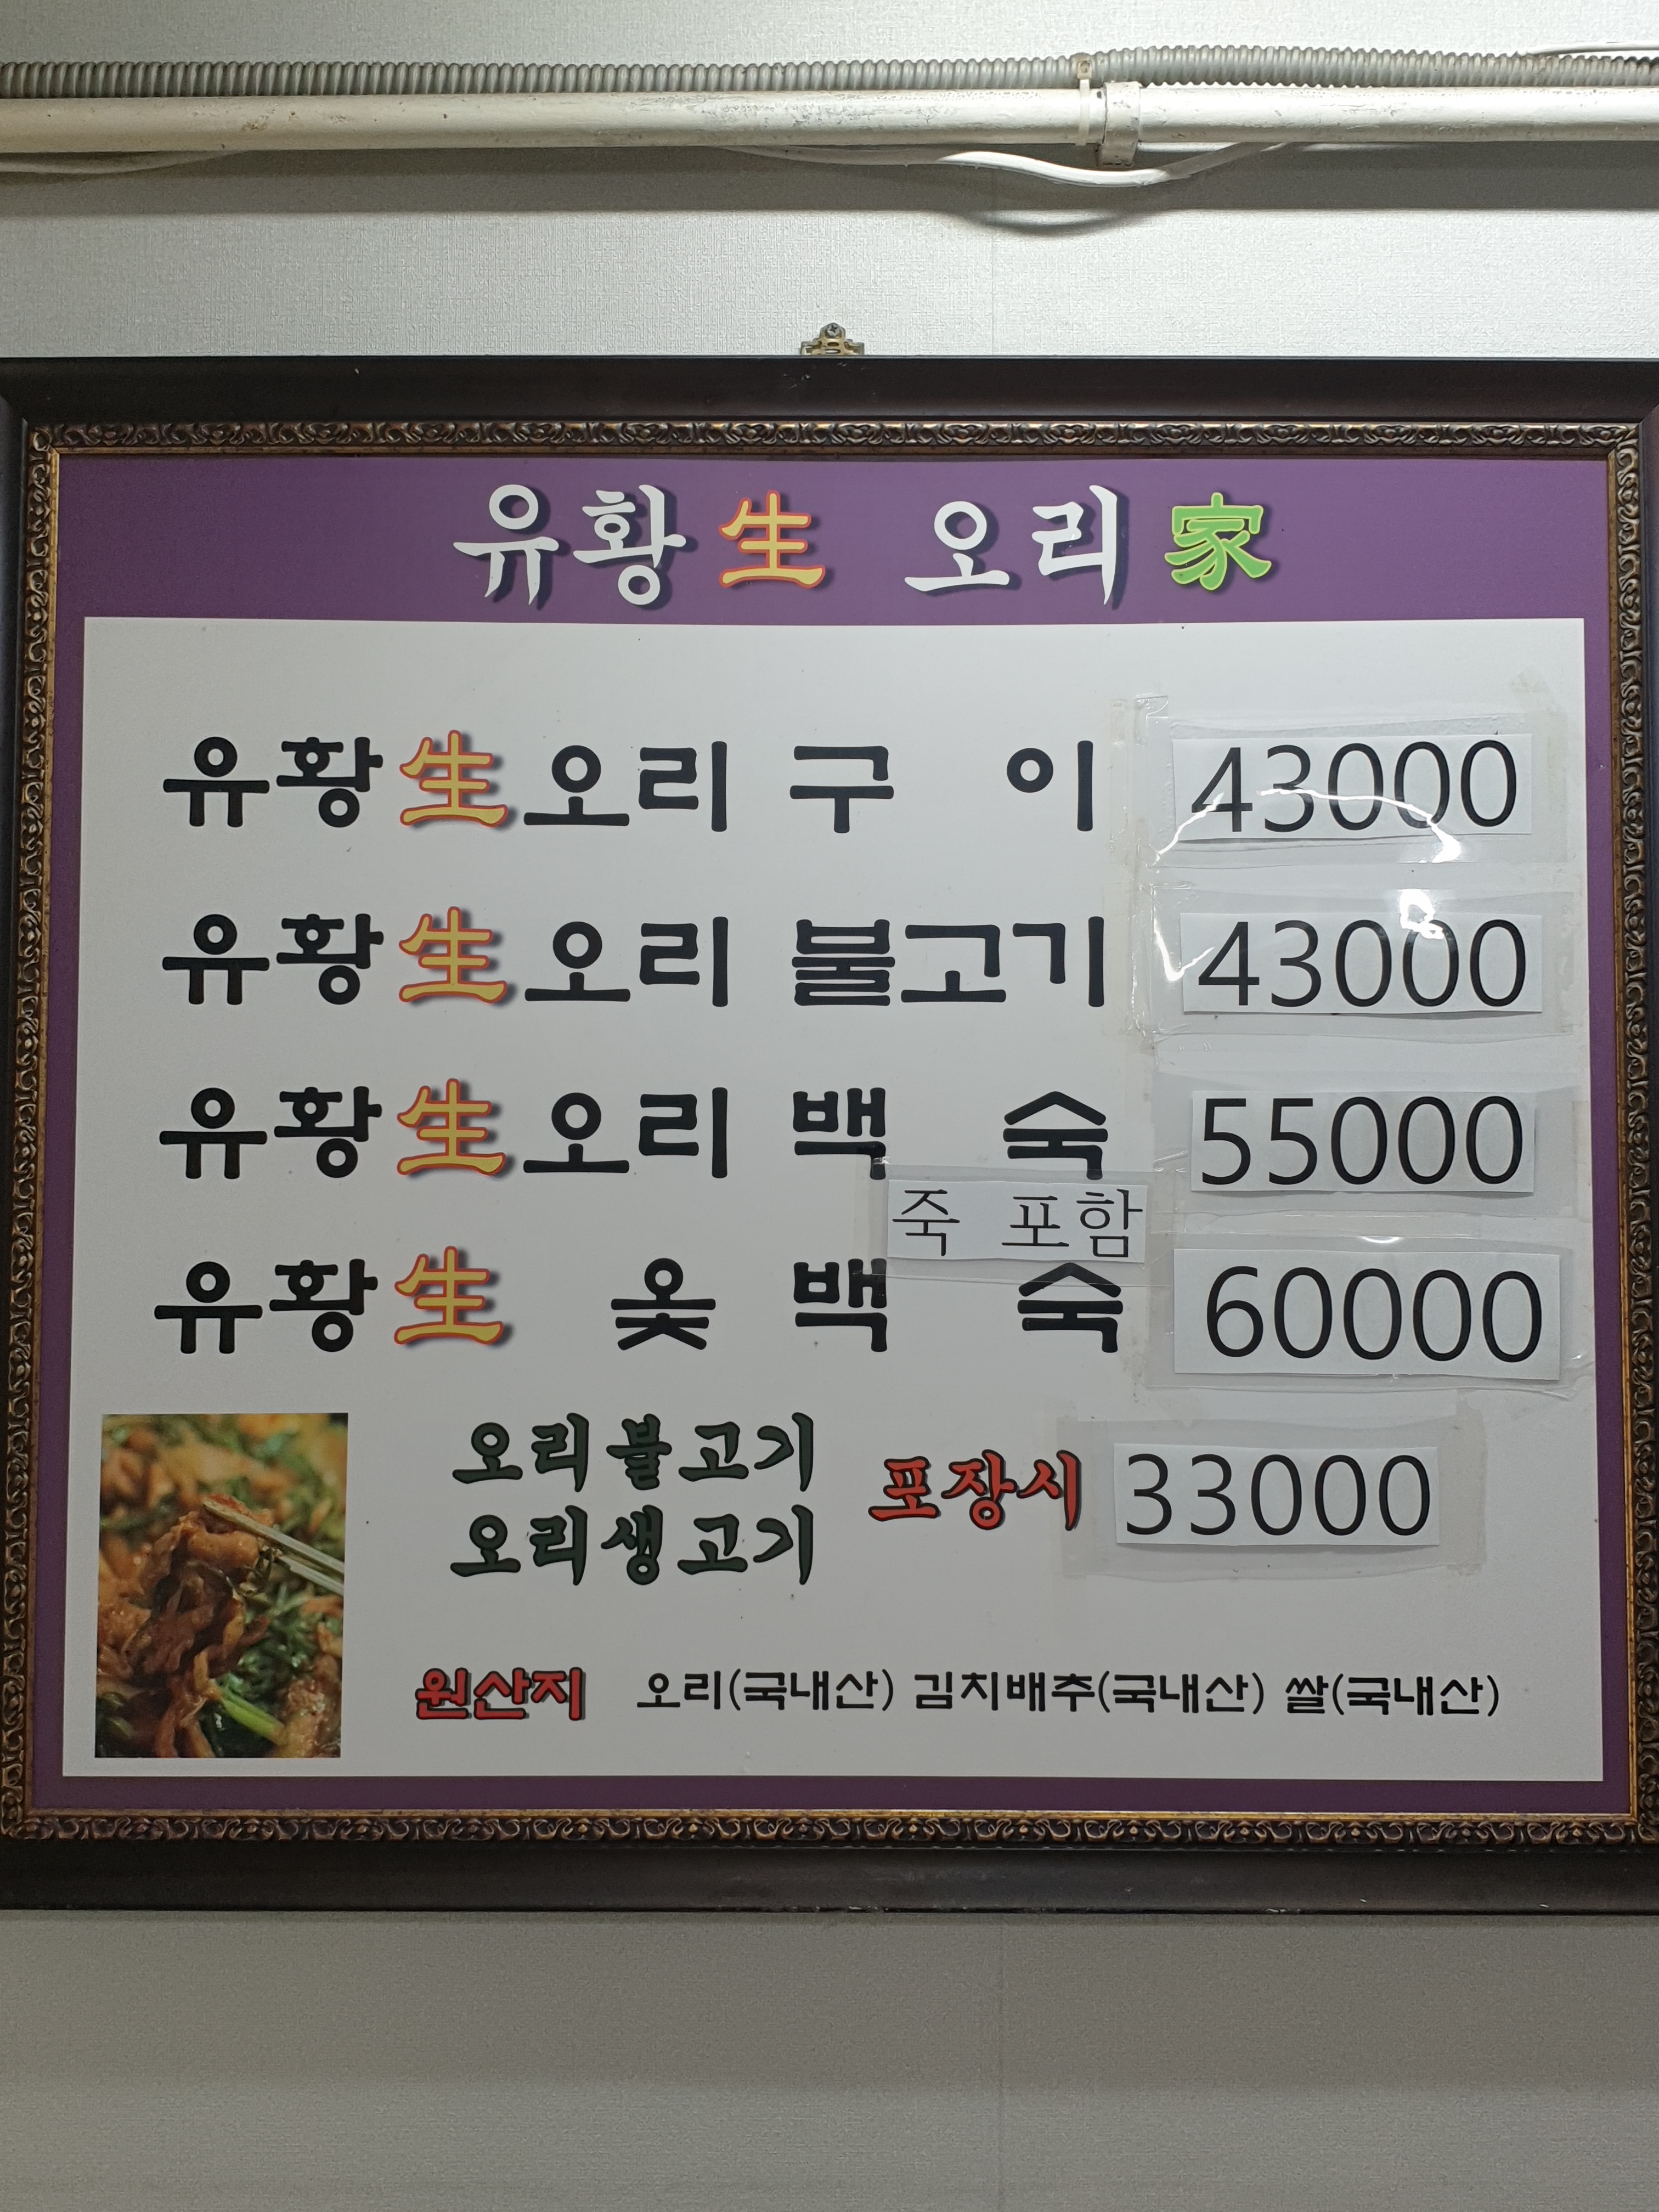 유황生 오리家
유황生오리 구 이 43000
유황生오리 불고기 43000
유황生오리 백 숙 55000
죽 포함
유황生 옻 백 숙 60000
오리불고기
포장시 33000
오리생고기
원산지 오리(국내산) 김치배추(국내산) 쌀(국내산)